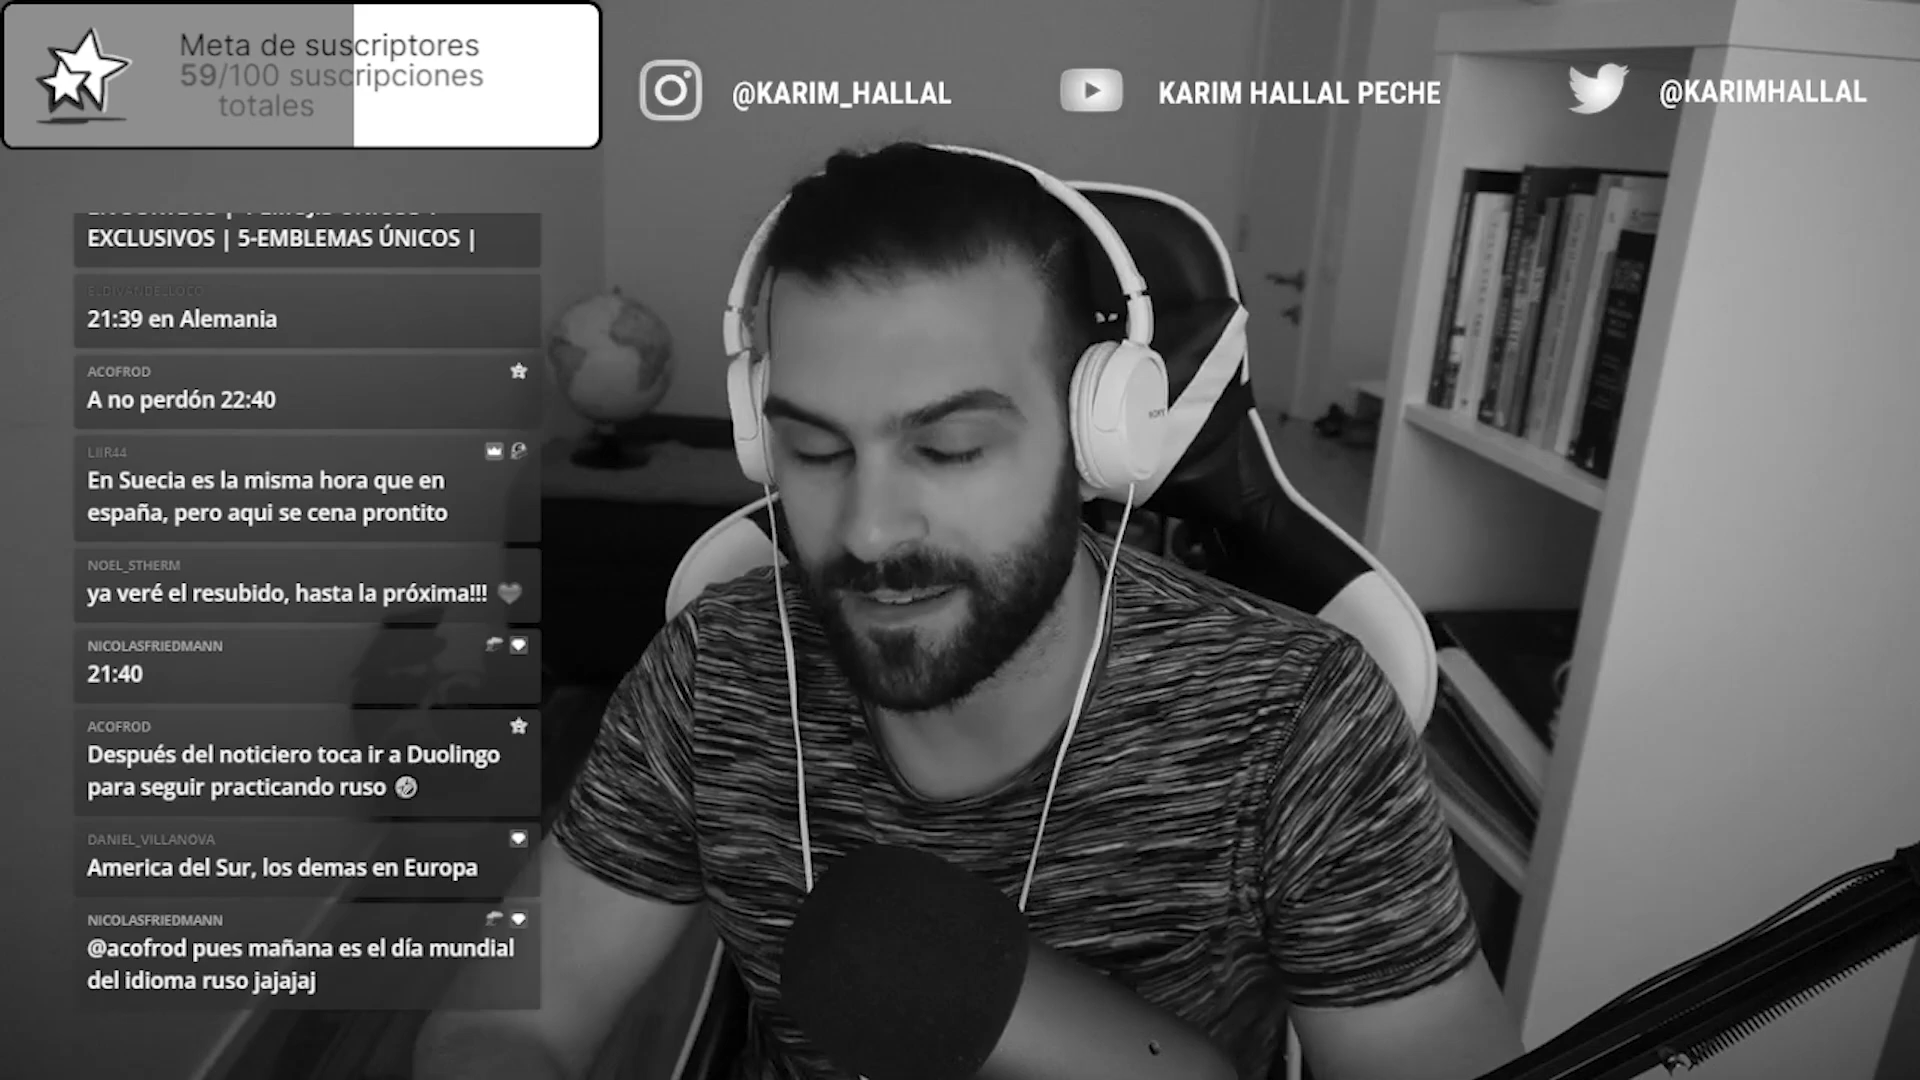 Meta de suscriptores
59/100 suscripciones
totales
@KARIM_HALLAL
KARIM HALLAL PECHE
@KARIMHALLAL
EXCLUSIVOS | 5-EMBLEMAS ÚNICOS |
ELDIVANDELLOCO
21:39 en Alemania
ACOFROD
A no perdón 22:40
LIIR44
En Suecia es la misma hora que en
españa, pero aqui se cena prontito
NOEL_STHERM
ya veré el resubido, hasta la próxima!!!
NICOLASFRIEDMANN
21:40
ACOFROD
Después del noticiero toca ir a Duolingo
para seguir practicando ruso 🤣
DANIEL_VILLANOVA
America del Sur, los demas en Europa
NICOLASFRIEDMANN
@acofrod pues mañana es el día mundial
del idioma ruso jajajaj
SONY